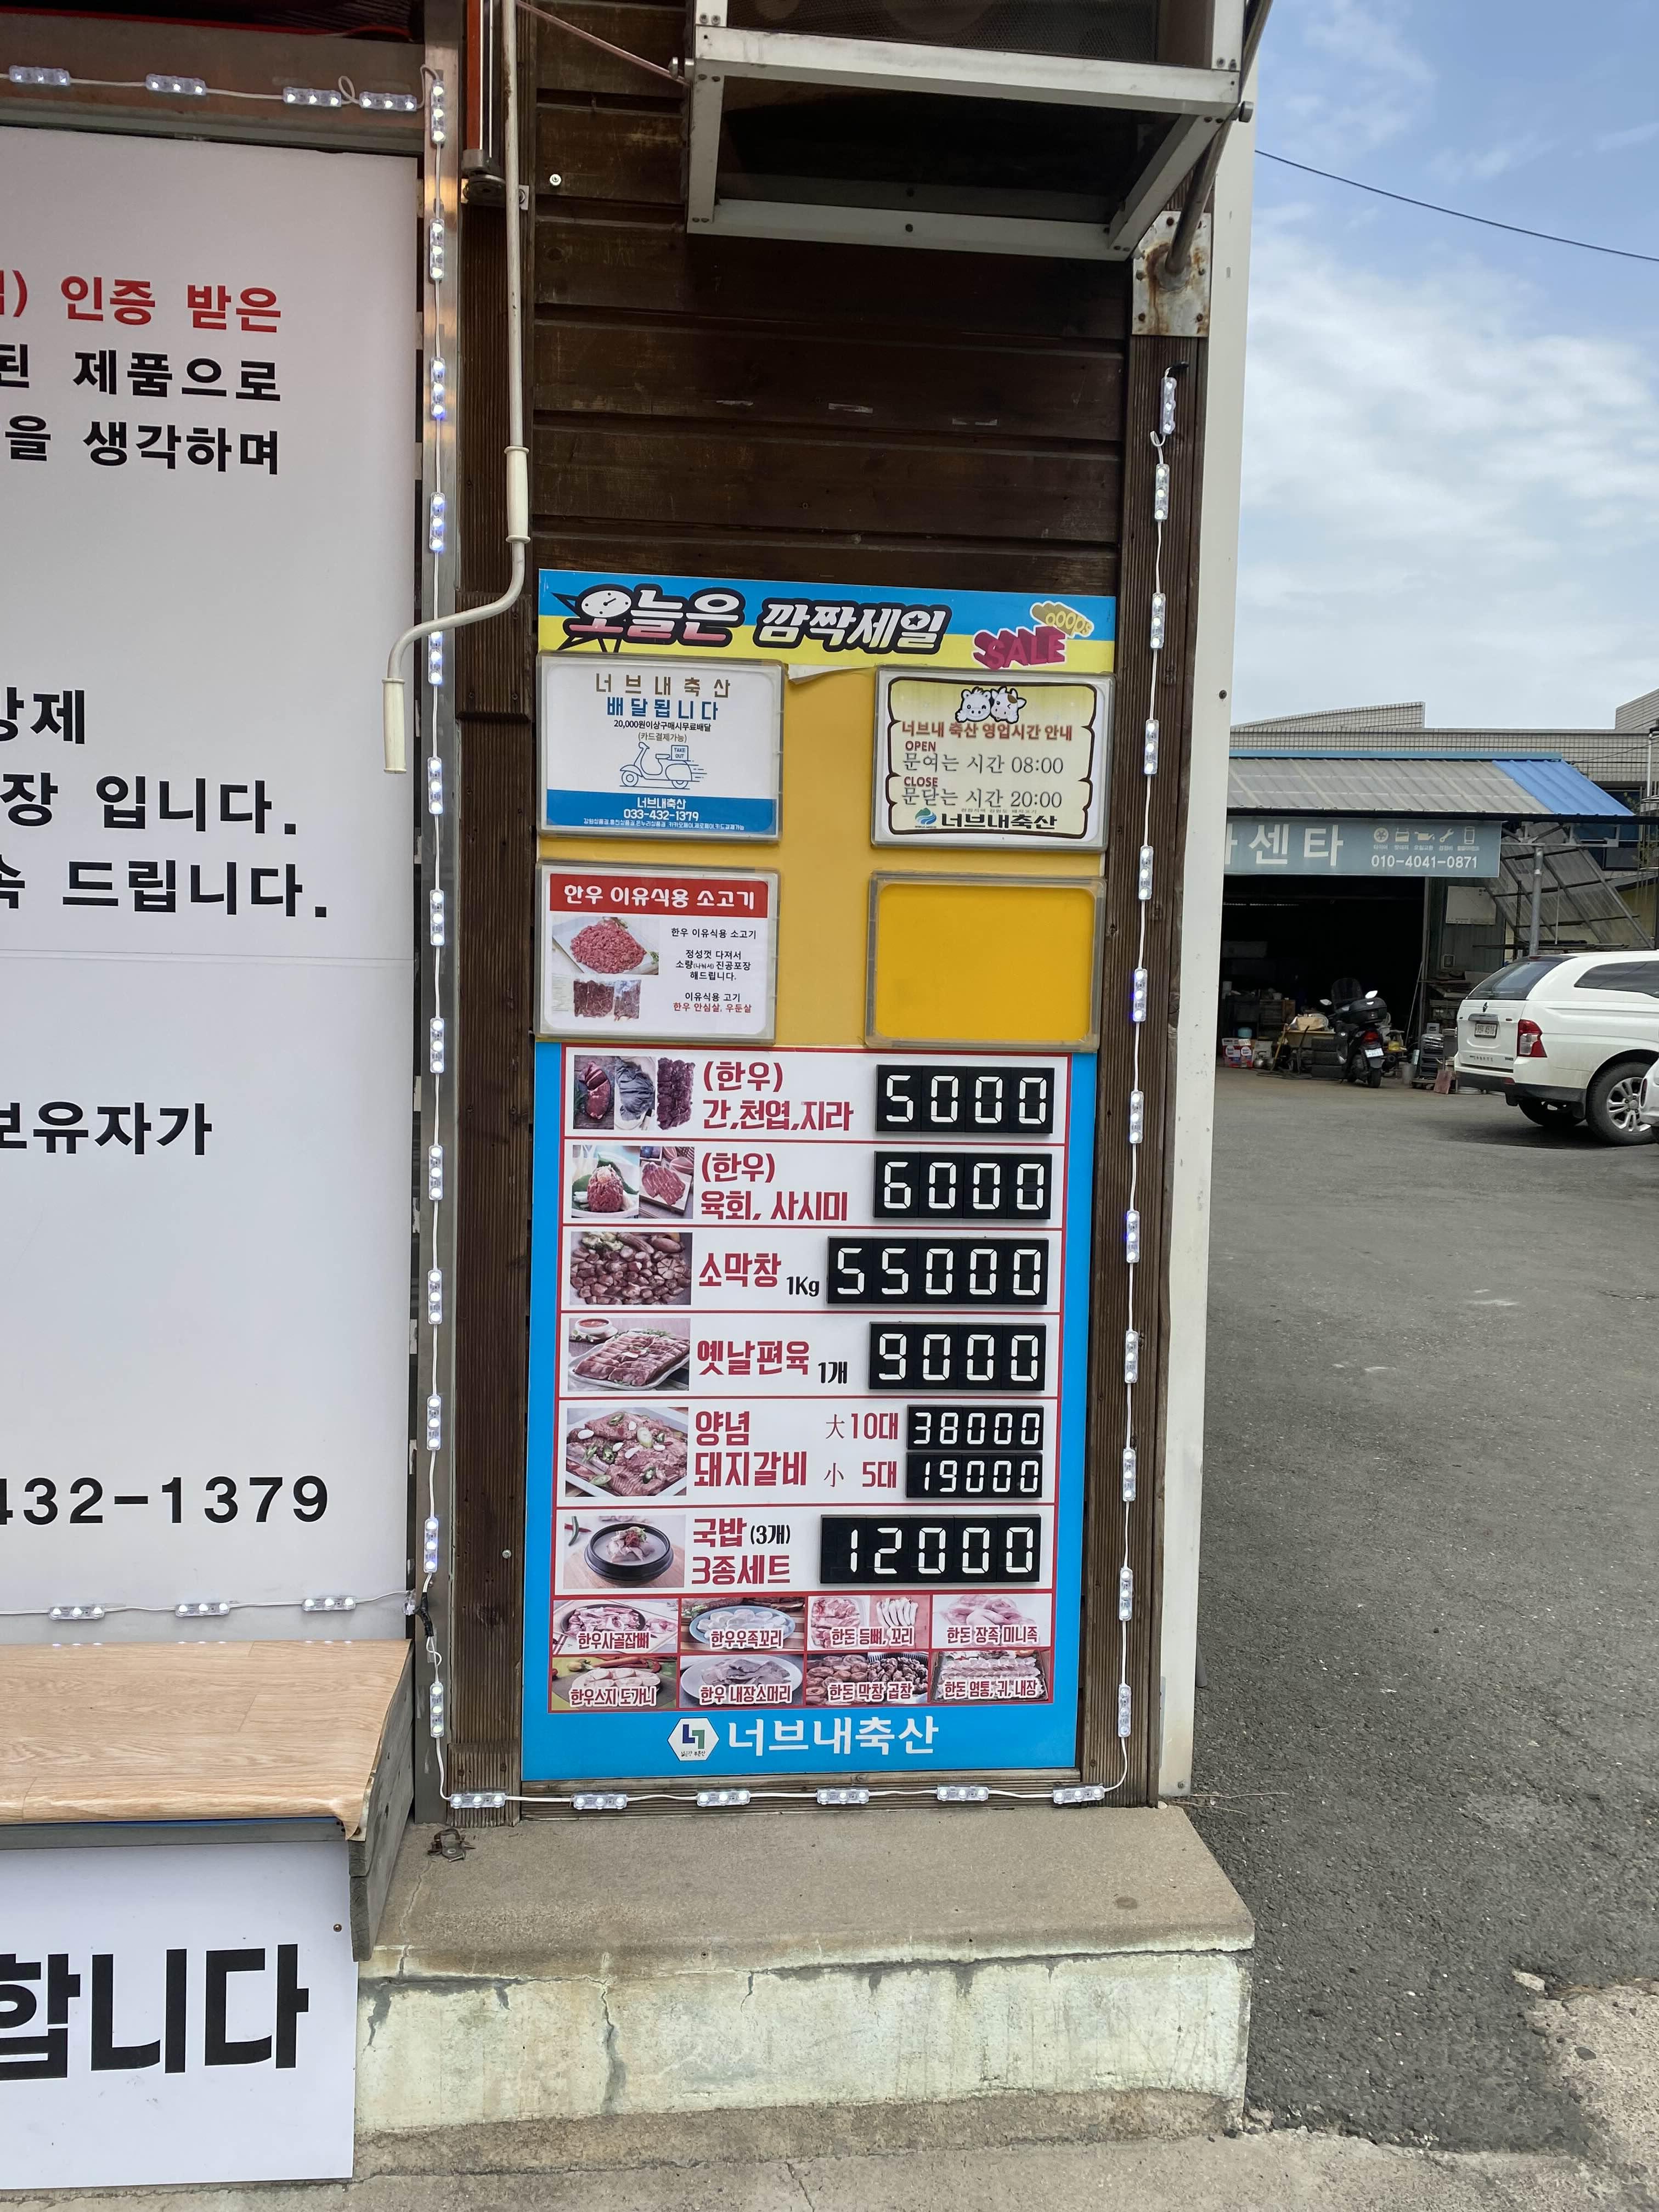 인증 받은
된 제품으로
을 생각하며
장 입니다.
드립니다.
보유자가
432-1379
합니다
오늘은 깜짝세일
SALE
너브내축산
배달됩니다
20,000원이상구매시무료배달
(카드결제가능)
TAKE OUT
너브내축산
033-432-1379
너브내 축산 영업시간 안내
OPEN
문여는 시간 08:00
CLOSE
문닫는 시간 20:00
너브내축산
한우 이유식용 소고기
한우 이유식용 소고기
정성껏 다져서
소량(나눠서) 진공포장
해드립니다.
이유식용 고기
한우 안심살, 우둔살
(한우)
간,천엽,지라 5000
(한우)
육회, 사시미 6000
소막창 1Kg 55000
옛날편육 1개 9000
양념 大 10대 38000
돼지갈비 小 5대 19000
국밥 (3개)
3종세트 12000
한우사골잡뼈 한우우족꼬리 한돈 등뼈, 꼬리 한돈 장족 미니족
한우스지 도가니 한우 내장소머리 한돈 막창 곱창 한돈 염통, 귀, 내장
너브내축산
센타
010-4041-0871